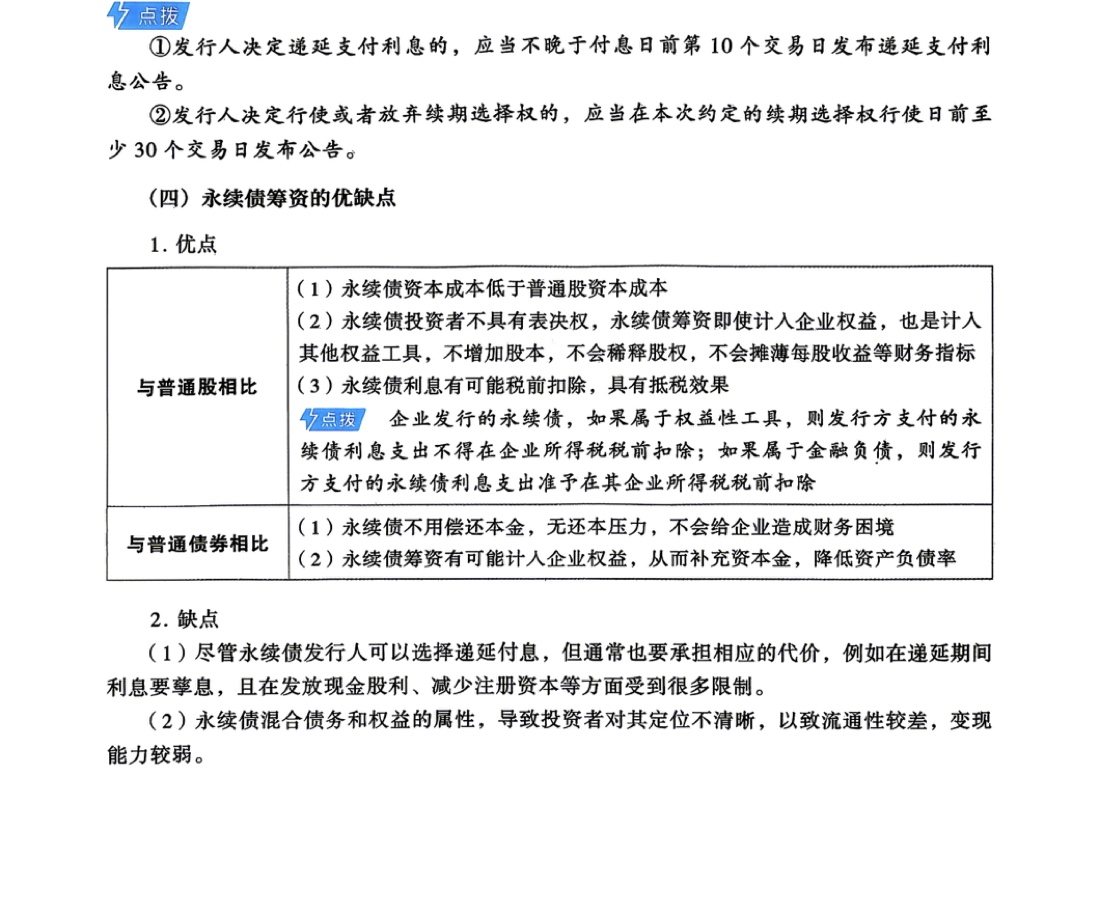 点拨
①发行人决定递延支付利息的，应当不晚于付息日前第 10 个交易日发布递延支付利
息公告。
②发行人决定行使或者放弃续期选择权的，应当在本次约定的续期选择权行使日前至
少 30 个交易日发布公告。
（四）永续债筹资的优缺点
1. 优点
（1）永续债资本成本低于普通股资本成本
（2）永续债投资者不具有表决权，永续债筹资即使计入企业权益，也是计入
其他权益工具，不增加股本，不会稀释股权，不会摊薄每股收益等财务指标
与普通股相比
（3）永续债利息有可能税前扣除，具有抵税效果
点拨 企业发行的永续债，如果属于权益性工具，则发行方支付的永
续债利息支出不得在企业所得税税前扣除；如果属于金融负债，则发行
方支付的永续债利息支出准予在其企业所得税税前扣除
与普通债券相比
（1）永续债不用偿还本金，无还本压力，不会给企业造成财务困境
（2）永续债筹资有可能计入企业权益，从而补充资本金，降低资产负债率
2. 缺点
（1）尽管永续债发行人可以选择递延付息，但通常也要承担相应的代价，例如在递延期间
利息要孳息，且在发放现金股利、减少注册资本等方面受到很多限制。
（2）永续债混合债务和权益的属性，导致投资者对其定位不清晰，以致流通性较差，变现
能力较弱。